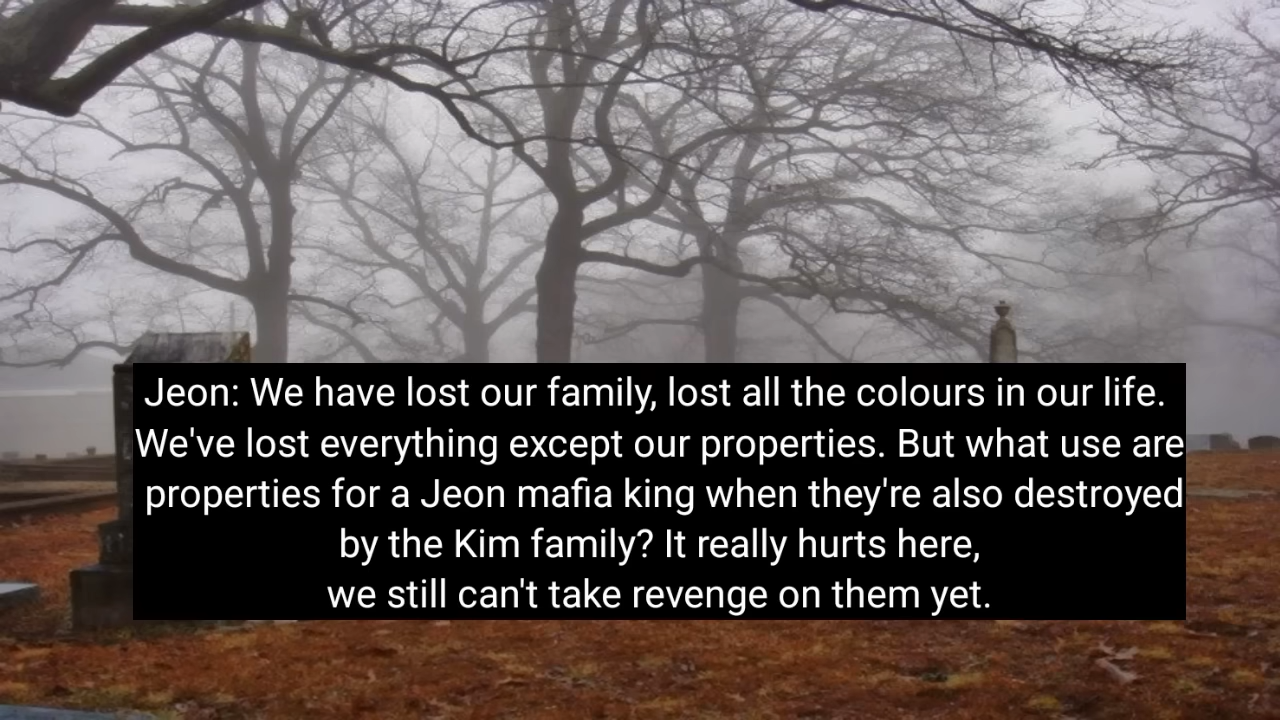 Jeon: We have lost our family, lost all the colours in our life.
We've lost everything except our properties. But what use are
properties for a Jeon mafia king when they're also destroyed
by the Kim family? It really hurts here,
we still can't take revenge on them yet.